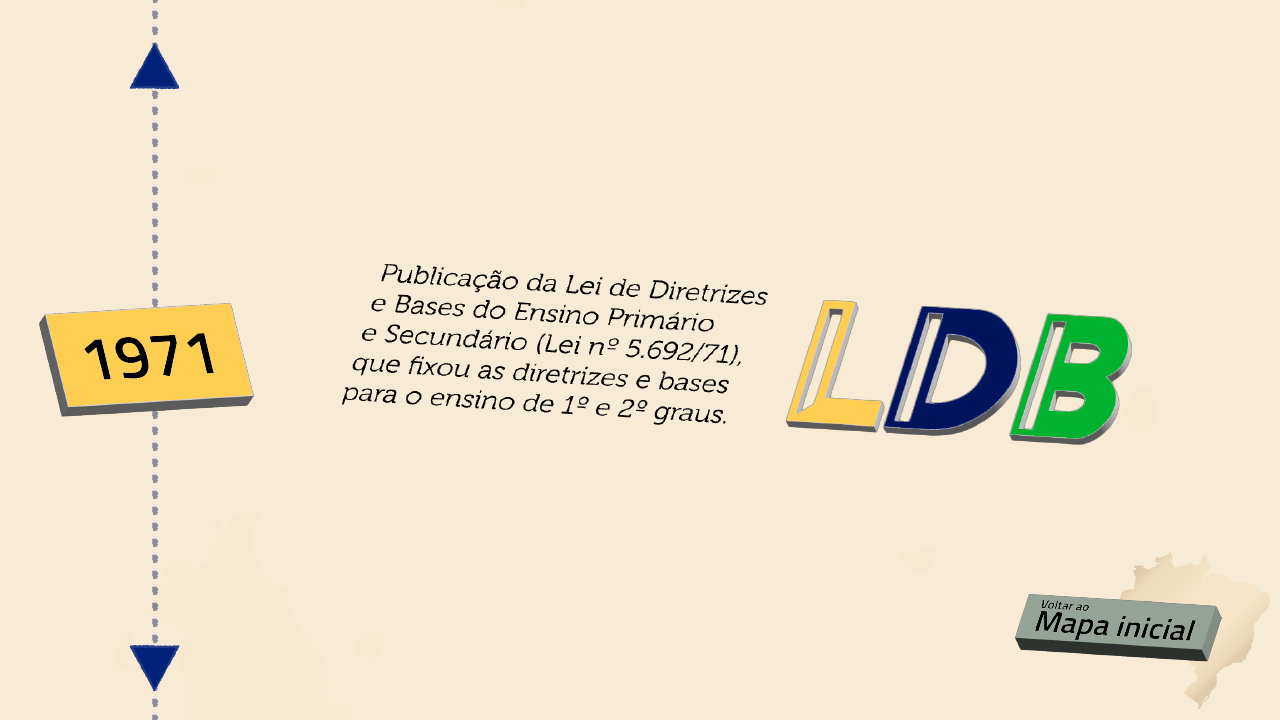 1971
Publicação da Lei de Diretrizes
e Bases do Ensino Primário
e Secundário (Lei nº 5.692/71),
que fixou as diretrizes e bases
para o ensino de 1º e 2º graus.
LDB
Voltar ao
Mapa inicial